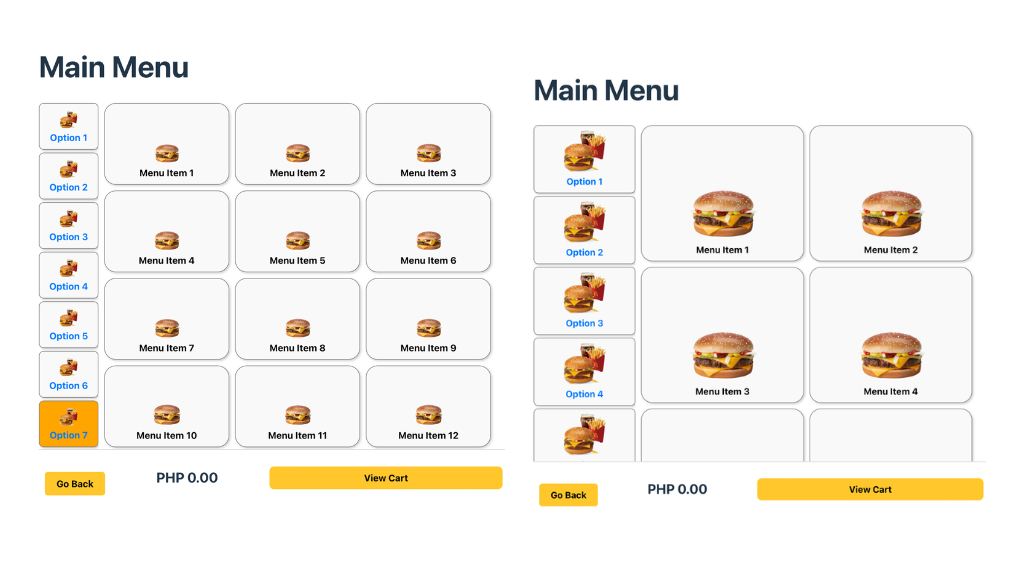 Main Menu
Option 1
Option 2
Option 3
Option 4
Option 5
Option 6
Option 7
Menu Item 1
Menu Item 2
Menu Item 3
Menu Item 4
Menu Item 5
Menu Item 6
Menu Item 7
Menu Item 8
Menu Item 9
Menu Item 10
Menu Item 11
Menu Item 12
Go Back
PHP 0.00
View Cart
Main Menu
Option 1
Option 2
Option 3
Option 4
Menu Item 1
Menu Item 2
Menu Item 3
Menu Item 4
Go Back
PHP 0.00
View Cart